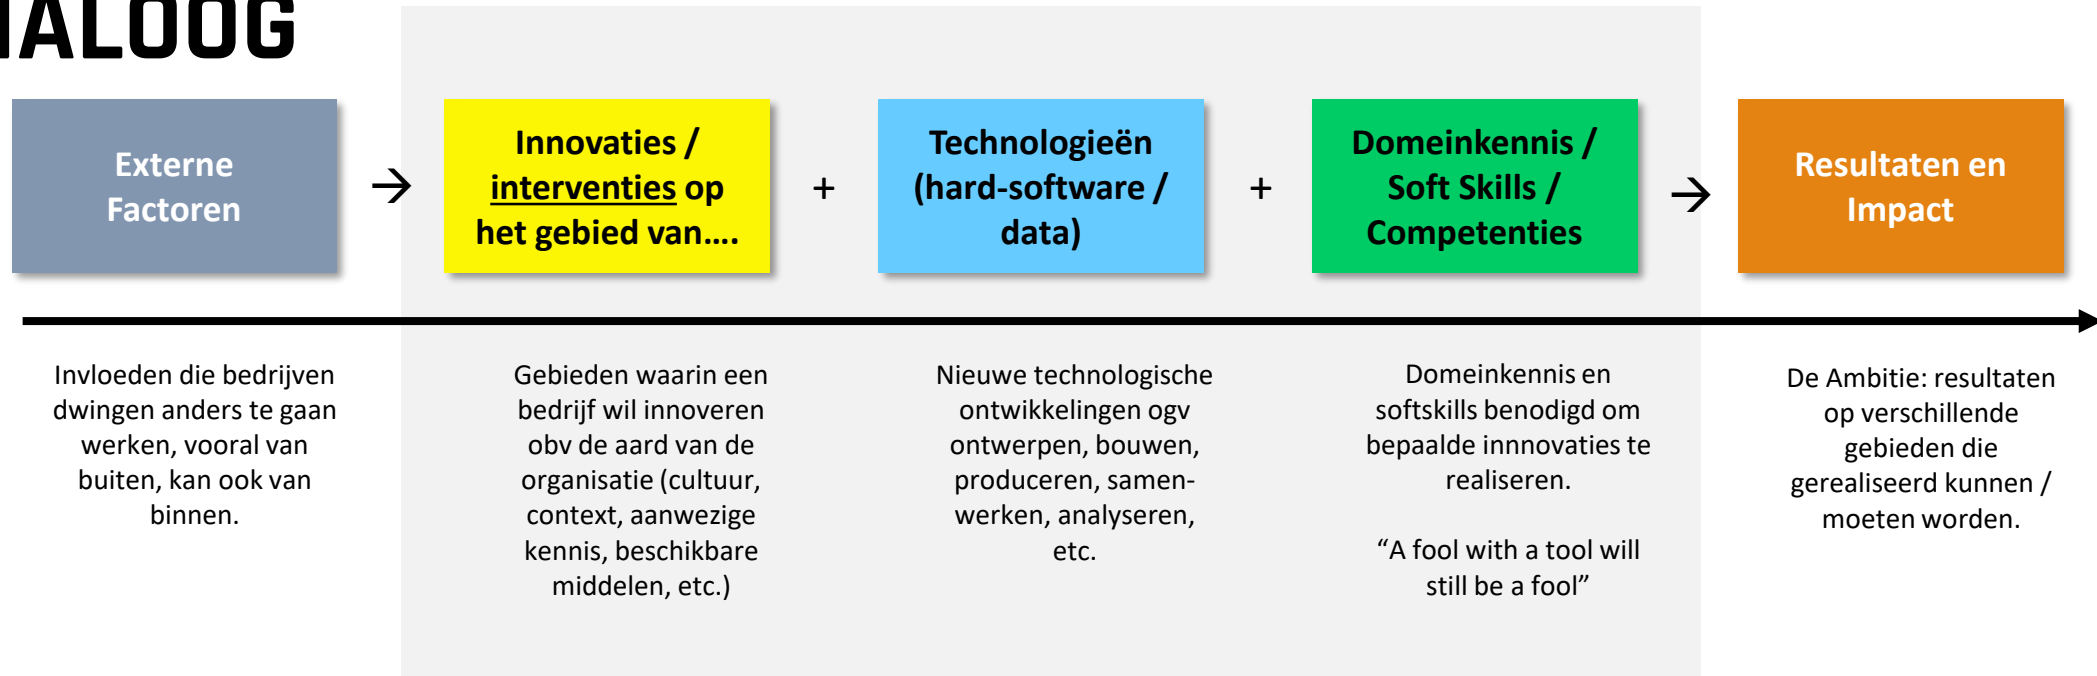 IALOOG
Externe
Factoren
→
Innovaties /
interventies op
het gebied van....
+
Technologieën
(hard-software /
data)
+
Domeinkennis /
Soft Skills /
Competenties
→
Resultaten en
Impact
Invloeden die bedrijven
dwingen anders te gaan
werken, vooral van
buiten, kan ook van
binnen.
Gebieden waarin een
bedrijf wil innoveren
obv de aard van de
organisatie (cultuur,
context, aanwezige
kennis, beschikbare
middelen, etc.)
Nieuwe technologische
ontwikkelingen ogv
ontwerpen, bouwen,
produceren, samen-
werken, analyseren,
etc.
Domeinkennis en
softskills benodigd om
bepaalde innnovaties te
realiseren.
“A fool with a tool will
still be a fool”
De Ambitie: resultaten
op verschillende
gebieden die
gerealiseerd kunnen /
moeten worden.